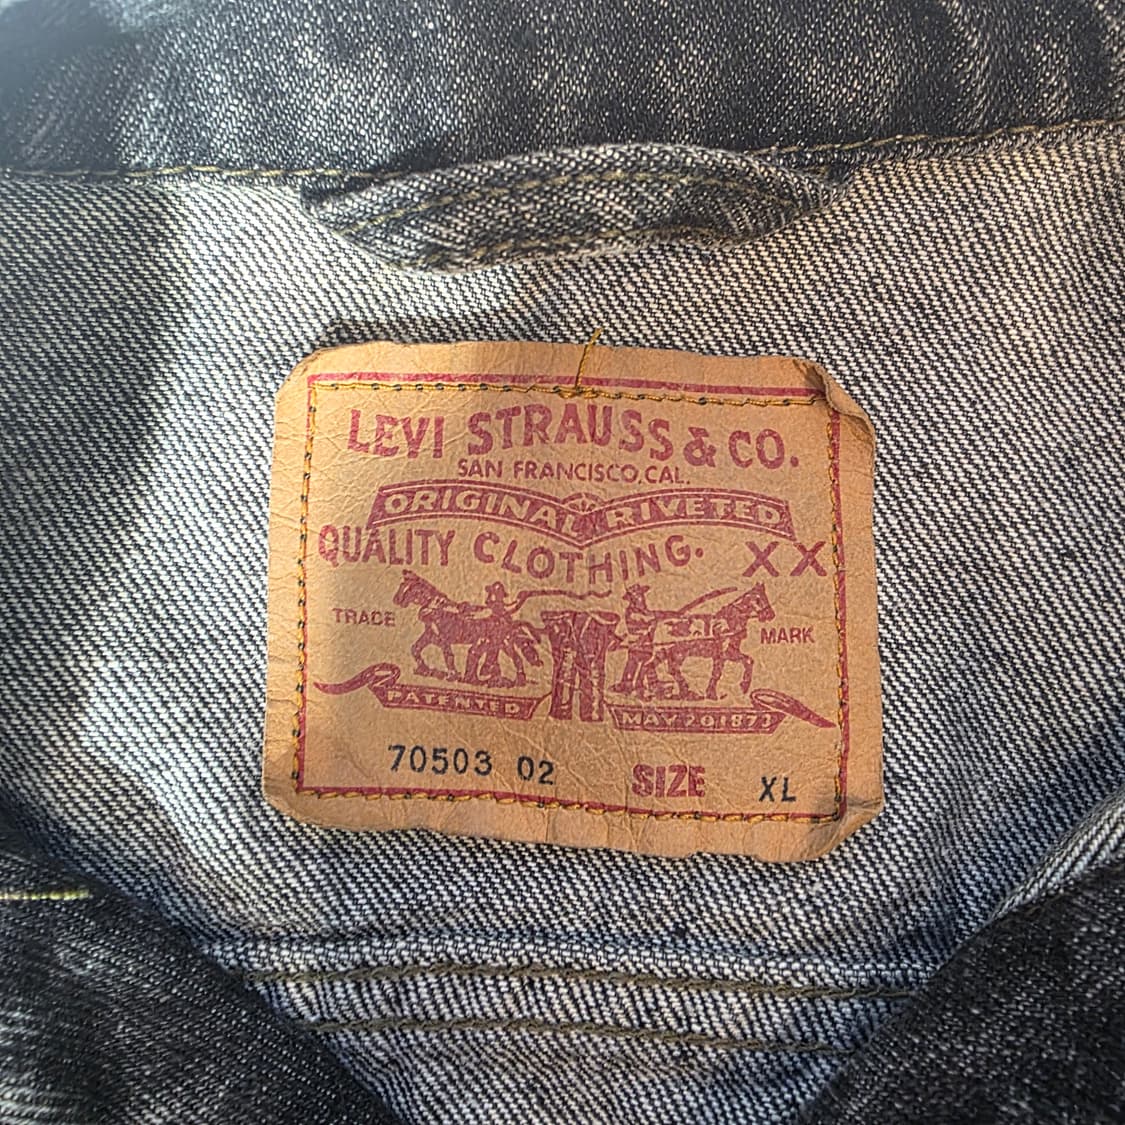 LEVI STRAUSS & CO.
SAN FRANCISCO, CAL.
ORIGINAL RIVETED
QUALITY CLOTHING. XX
TRADE MARK
PATENTED MAY 20 1873
70503 02 SIZE XL